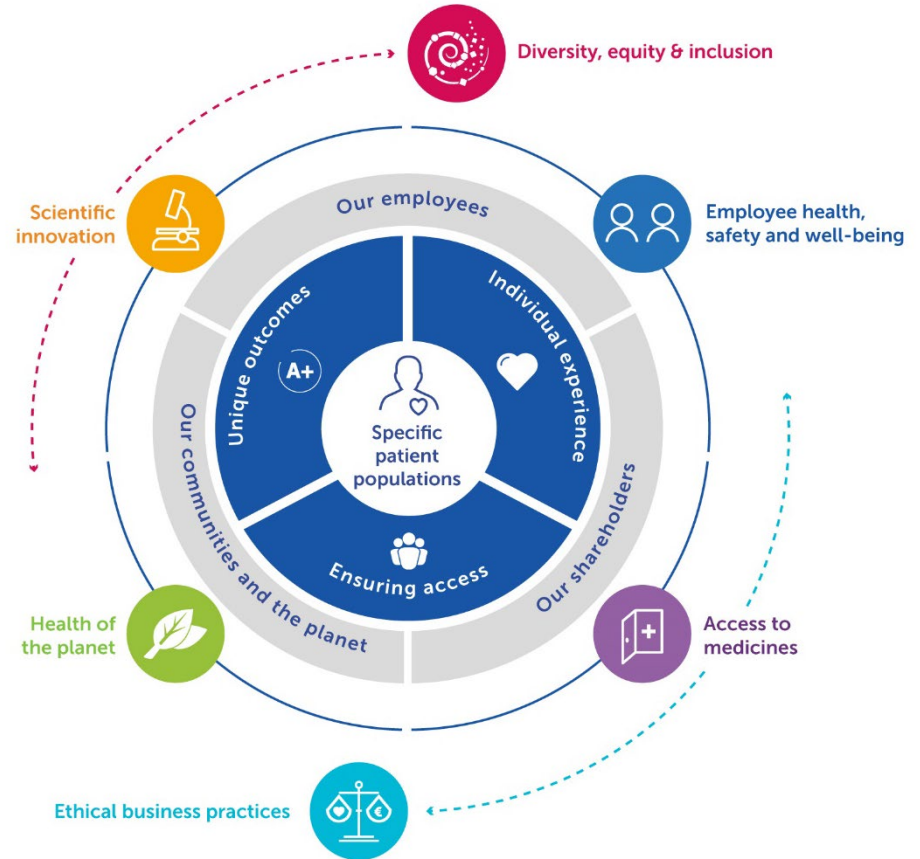 Diversity, equity & inclusion
Scientific
innovation
Our employees
Employee health,
safety and well-being
Unique outcomes
A+
Individual experience
Specific
patient
populations
Our communities and the planet
Ensuring access
Our shareholders
Health of
the planet
Access to
medicines
Ethical business practices
€